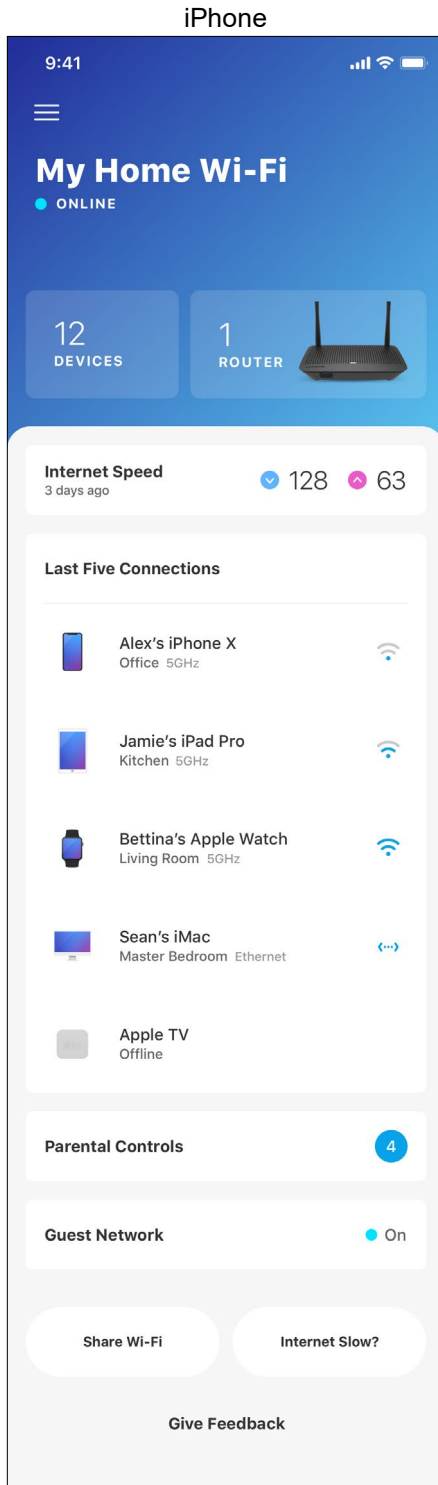 iPhone
9:41
My Home Wi-Fi
ONLINE
12
DEVICES
1
ROUTER
Internet Speed
3 days ago
128
63
Last Five Connections
Alex's iPhone X
Office 5GHz
Jamie's iPad Pro
Kitchen 5GHz
Bettina's Apple Watch
Living Room 5GHz
Sean's iMac
Master Bedroom Ethernet
Apple TV
Offline
Parental Controls
4
Guest Network
On
Share Wi-Fi
Internet Slow?
Give Feedback